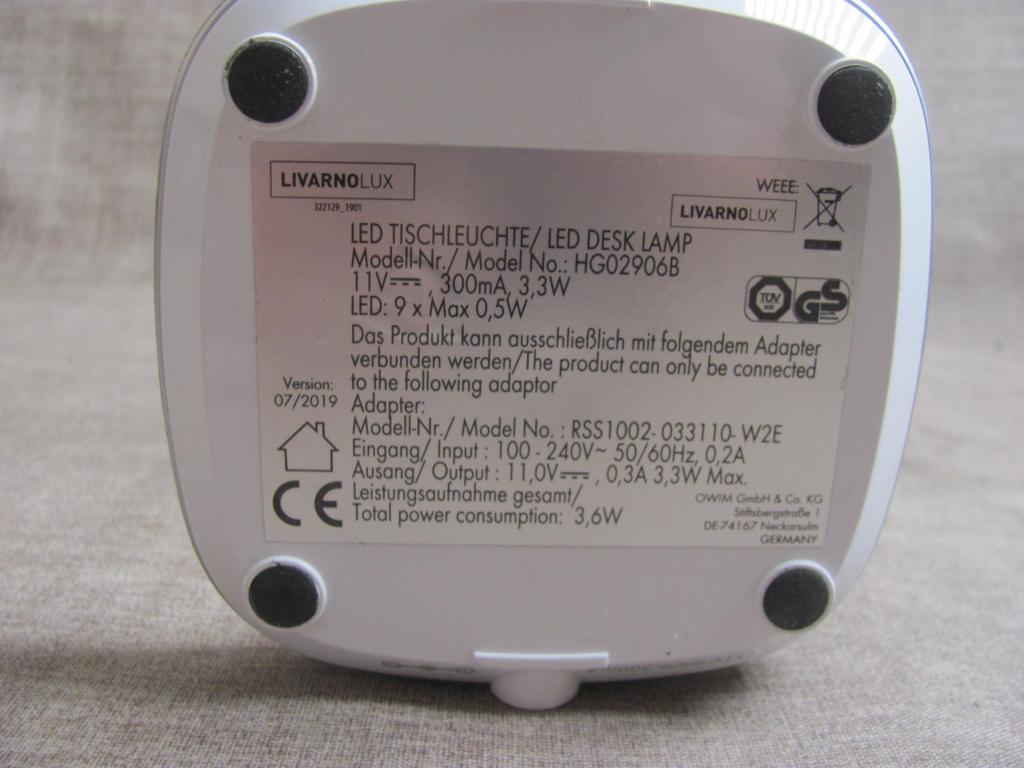 LIVARNOLUX
322129_1901
WEEE:
LIVARNOLUX
LED TISCHLEUCHTE/ LED DESK LAMP
Modell-Nr./ Model No.: HG02906B
11V⎓, 300mA, 3,3W
LED: 9 x Max 0,5W
TÜV
GS
Das Produkt kann ausschließlich mit folgendem Adapter
verbunden werden/The product can only be connected
to the following adaptor
Version:
07/2019
Adapter:
Modell-Nr./ Model No. : RSS1002-033110-W2E
Eingang/ Input : 100 - 240V~ 50/60Hz, 0,2A
Ausang/ Output : 11,0V⎓, 0,3A 3,3W Max.
Leistungsaufnahme gesamt/
Total power consumption: 3,6W
CE
OWIM GmbH & Co. KG
Stiftsbergstraße 1
DE-74167 Neckarsulm
GERMANY